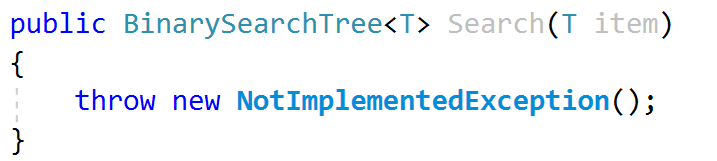 public BinarySearchTree<T> Search(T item)
{
    throw new NotImplementedException();
}